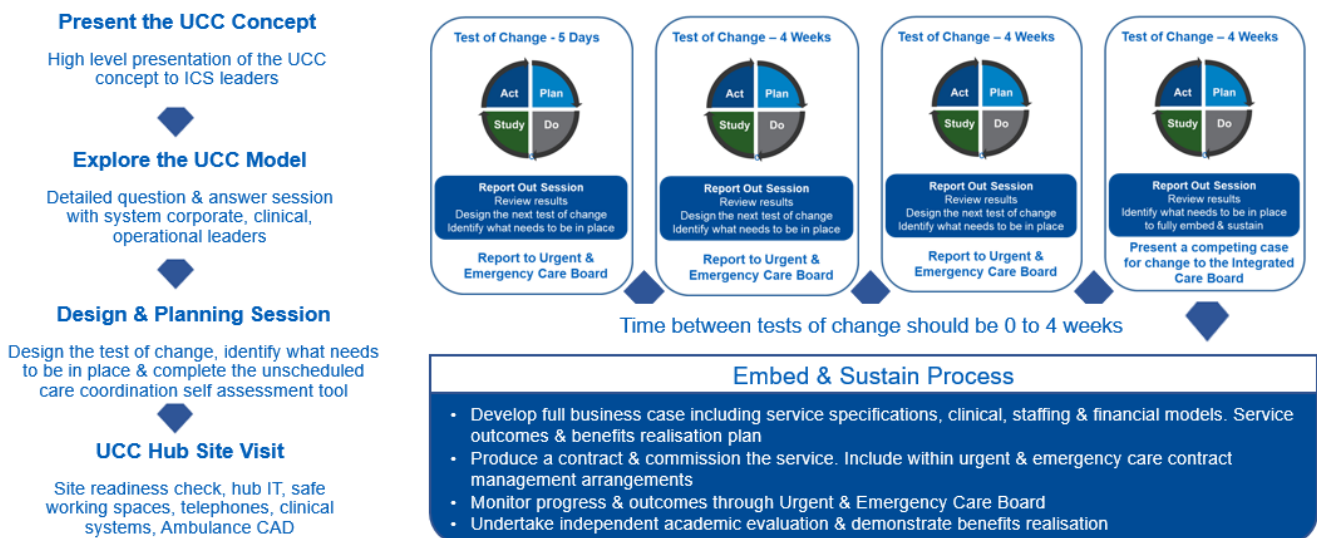 Present the UCC Concept
High level presentation of the UCC
concept to ICS leaders
Explore the UCC Model
Detailed question & answer session
with system corporate, clinical,
operational leaders
Design & Planning Session
Design the test of change, identify what needs
to be in place & complete the unscheduled
care coordination self assessment tool
UCC Hub Site Visit
Site readiness check, hub IT, safe
working spaces, telephones, clinical
systems, Ambulance CAD
Test of Change - 5 Days
Act
Plan
Study
Do
Report Out Session
Review results
Design the next test of change
Identify what needs to be in place
Report to Urgent &
Emergency Care Board
Test of Change – 4 Weeks
Act
Plan
Study
Do
Report Out Session
Review results
Design the next test of change
Identify what needs to be in place
Report to Urgent &
Emergency Care Board
Test of Change – 4 Weeks
Act
Plan
Study
Do
Report Out Session
Review results
Design the next test of change
Identify what needs to be in place
Report to Urgent &
Emergency Care Board
Test of Change – 4 Weeks
Act
Plan
Study
Do
Report Out Session
Review results
Identify what needs to be in place
to fully embed & sustain
Present a competing case
for change to the Integrated
Care Board
Time between tests of change should be 0 to 4 weeks
Embed & Sustain Process
• Develop full business case including service specifications, clinical, staffing & financial models. Service
outcomes & benefits realisation plan
• Produce a contract & commission the service. Include within urgent & emergency care contract
management arrangements
• Monitor progress & outcomes through Urgent & Emergency Care Board
• Undertake independent academic evaluation & demonstrate benefits realisation